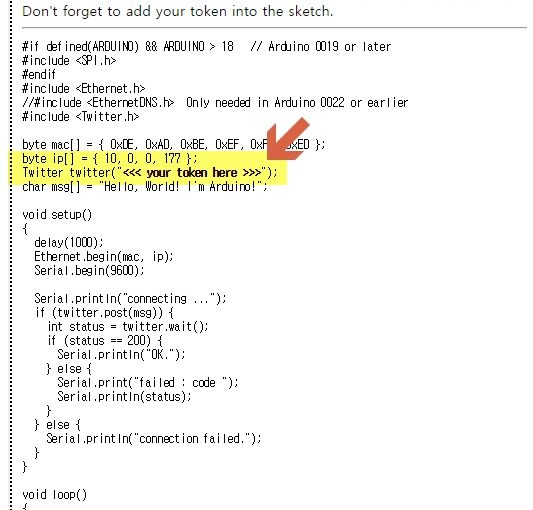 Don't forget to add your token into the sketch.
#if defined(ARDUINO) && ARDUINO > 18   // Arduino 0019 or later
#include <SPI.h>
#endif
#include <Ethernet.h>
//#include <EthernetDNS.h>  Only needed in Arduino 0022 or earlier
#include <Twitter.h>
byte mac[] = { 0xDE, 0xAD, 0xBE, 0xEF, 0xF 0xED };
byte ip[] = { 10, 0, 0, 177 };
Twitter twitter("<<< your token here >>>");
char msg[] = "Hello, World! I'm Arduino!";
void setup()
{
  delay(1000);
  Ethernet.begin(mac, ip);
  Serial.begin(9600);
  Serial.println("connecting ...");
  if (twitter.post(msg)) {
    int status = twitter.wait();
    if (status == 200) {
      Serial.println("OK.");
    } else {
      Serial.print("failed : code ");
      Serial.println(status);
    }
  } else {
    Serial.println("connection failed.");
  }
}
void loop()
{